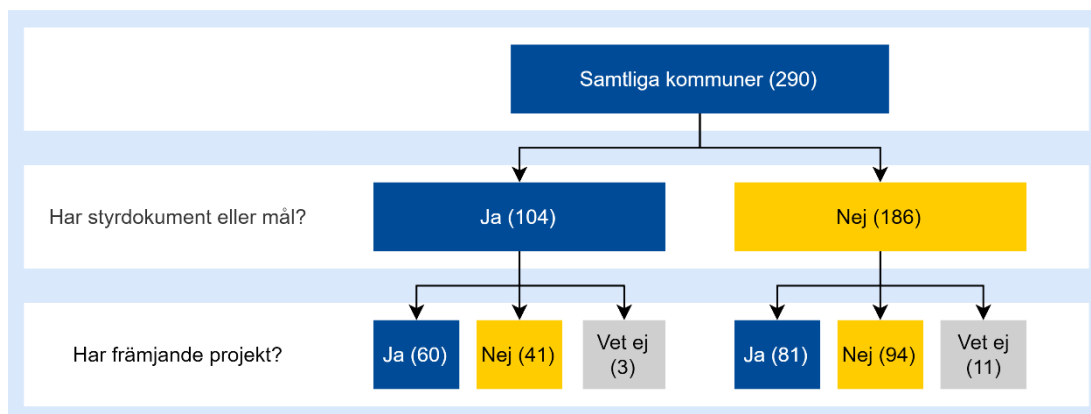 Samtliga kommuner (290)
Har styrdokument eller mål?
Ja (104)
Nej (186)
Har främjande projekt?
Ja (60)
Nej (41)
Vet ej
(3)
Ja (81)
Nej (94)
Vet ej
(11)